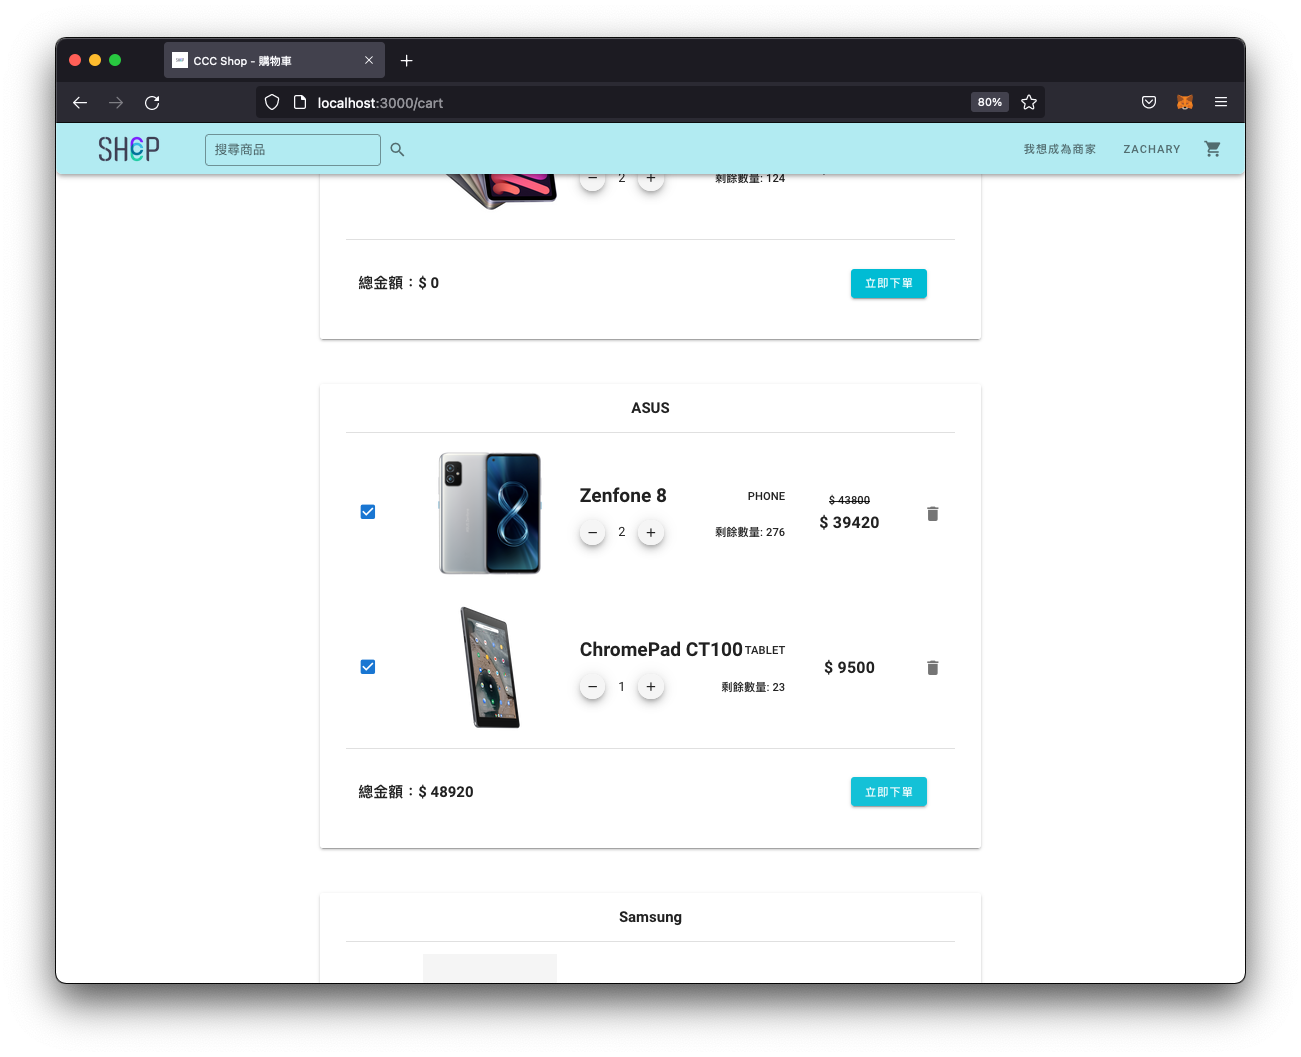 CCC Shop - 購物車
localhost:3000/cart
80%
SHOP
搜尋商品
我想成為商家
ZACHARY
2
剩餘數量: 124
總金額：$ 0
立即下單
ASUS
Zenfone 8
PHONE
$ 43800
2
剩餘數量: 276
$ 39420
ChromePad CT100
TABLET
$ 9500
1
剩餘數量: 23
總金額：$ 48920
立即下單
Samsung